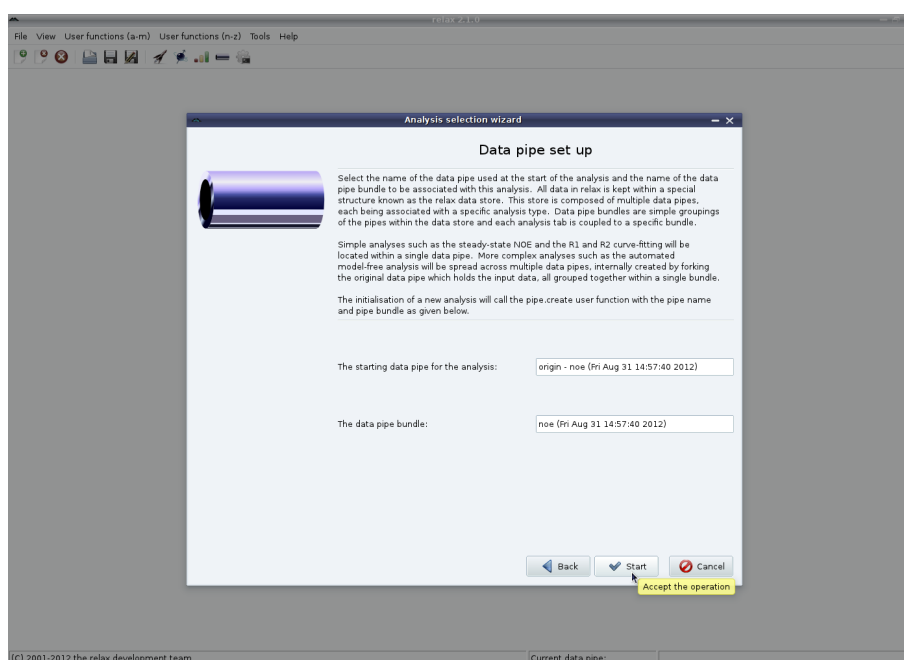 relax 2.1.0
File View User functions (a-m) User functions (n-z) Tools Help
Analysis selection wizard
Data pipe set up
Select the name of the data pipe used at the start of the analysis and the name of the data
pipe bundle to be associated with this analysis. All data in relax is kept within a special
structure known as the relax data store. This store is composed of multiple data pipes,
each being associated with a specific analysis type. Data pipe bundles are simple groupings
of the pipes within the data store and each analysis tab is coupled to a specific bundle.
Simple analyses such as the steady-state NOE and the R1 and R2 curve-fitting will be
located within a single data pipe. More complex analyses such as the automated
model-free analysis will be spread across multiple data pipes, internally created by forking
the original data pipe which holds the input data, all grouped together within a single bundle.
The initialisation of a new analysis will call the pipe.create user function with the pipe name
and pipe bundle as given below.
The starting data pipe for the analysis: origin - noe (Fri Aug 31 14:57:40 2012)
The data pipe bundle: noe (Fri Aug 31 14:57:40 2012)
Back Start Cancel
Accept the operation
(C) 2001-2012 the relax development team Current data pipe: